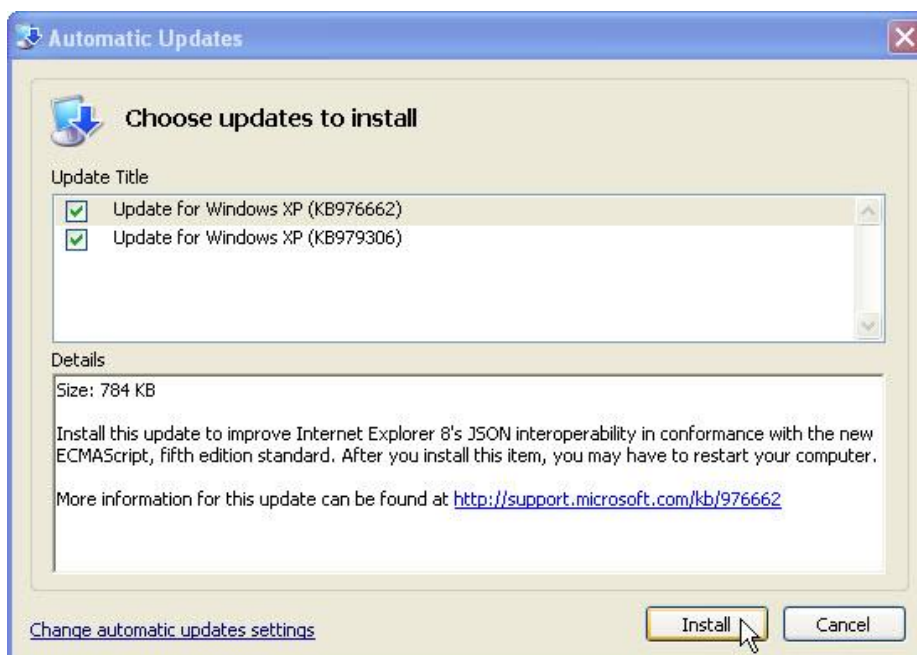 Automatic Updates
Choose updates to install
Update Title
Update for Windows XP (KB976662)
Update for Windows XP (KB979306)
Details
Size: 784 KB
Install this update to improve Internet Explorer 8's JSON interoperability in conformance with the new
ECMAScript, fifth edition standard. After you install this item, you may have to restart your computer.
More information for this update can be found at http://support.microsoft.com/kb/976662
Change automatic updates settings
Install
Cancel